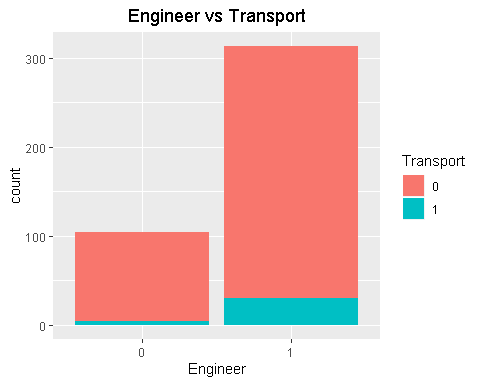 Engineer vs Transport
300
200
100
0
count
0
1
Engineer
Transport
0
1